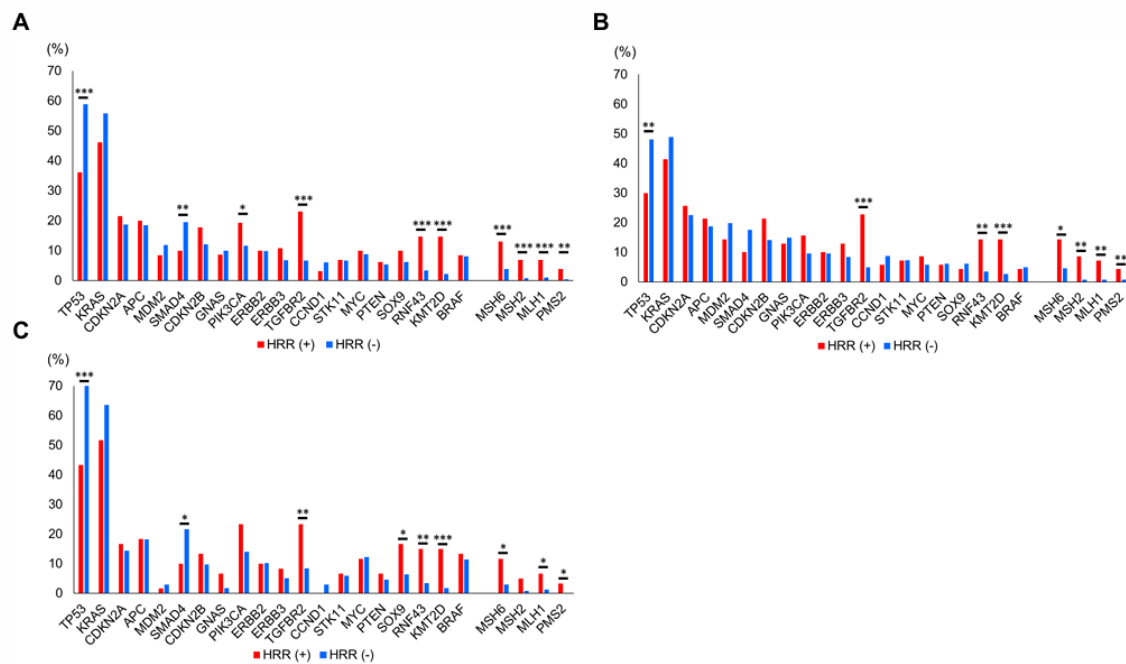 A
(%)
70
60
50
40
30
20
10
0
*** ** * *** *** *** *** *** *** **
TP53 KRAS CDKN2A APC MDM2 SMAD4 CDKN2B GNAS PIK3CA ERBB2 ERBB3 TGFBR2 CCND1 STK11 MYC PTEN SOX9 RNF43 KMT2D BRAF MSH6 MSH2 MLH1 PMS2
HRR (+) HRR (-)
B
(%)
70
60
50
40
30
20
10
0
** *** ** *** * ** ** **
TP53 KRAS CDKN2A APC MDM2 SMAD4 CDKN2B GNAS PIK3CA ERBB2 ERBB3 TGFBR2 CCND1 STK11 MYC PTEN SOX9 RNF43 KMT2D BRAF MSH6 MSH2 MLH1 PMS2
HRR (+) HRR (-)
C
(%)
70
60
50
40
30
20
10
0
*** * ** * ** *** * * *
TP53 KRAS CDKN2A APC MDM2 SMAD4 CDKN2B GNAS PIK3CA ERBB2 ERBB3 TGFBR2 CCND1 STK11 MYC PTEN SOX9 RNF43 KMT2D BRAF MSH6 MSH2 MLH1 PMS2
HRR (+) HRR (-)